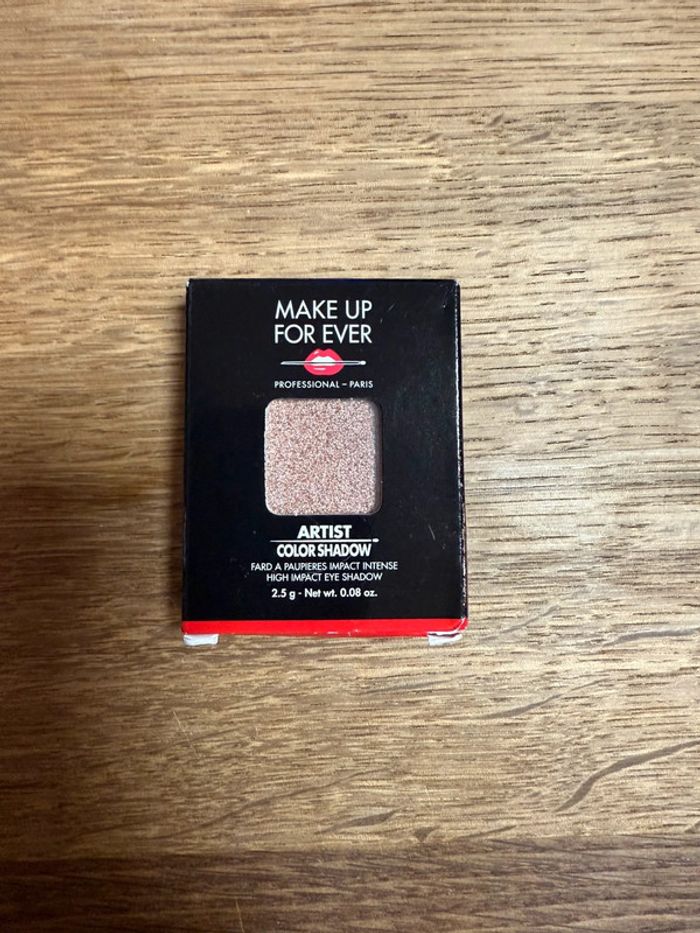 MAKE UP
FOR EVER
PROFESSIONAL – PARIS
ARTIST
COLOR SHADOW
FARD A PAUPIERES IMPACT INTENSE
HIGH IMPACT EYE SHADOW
2.5 g - Net wt. 0.08 oz.